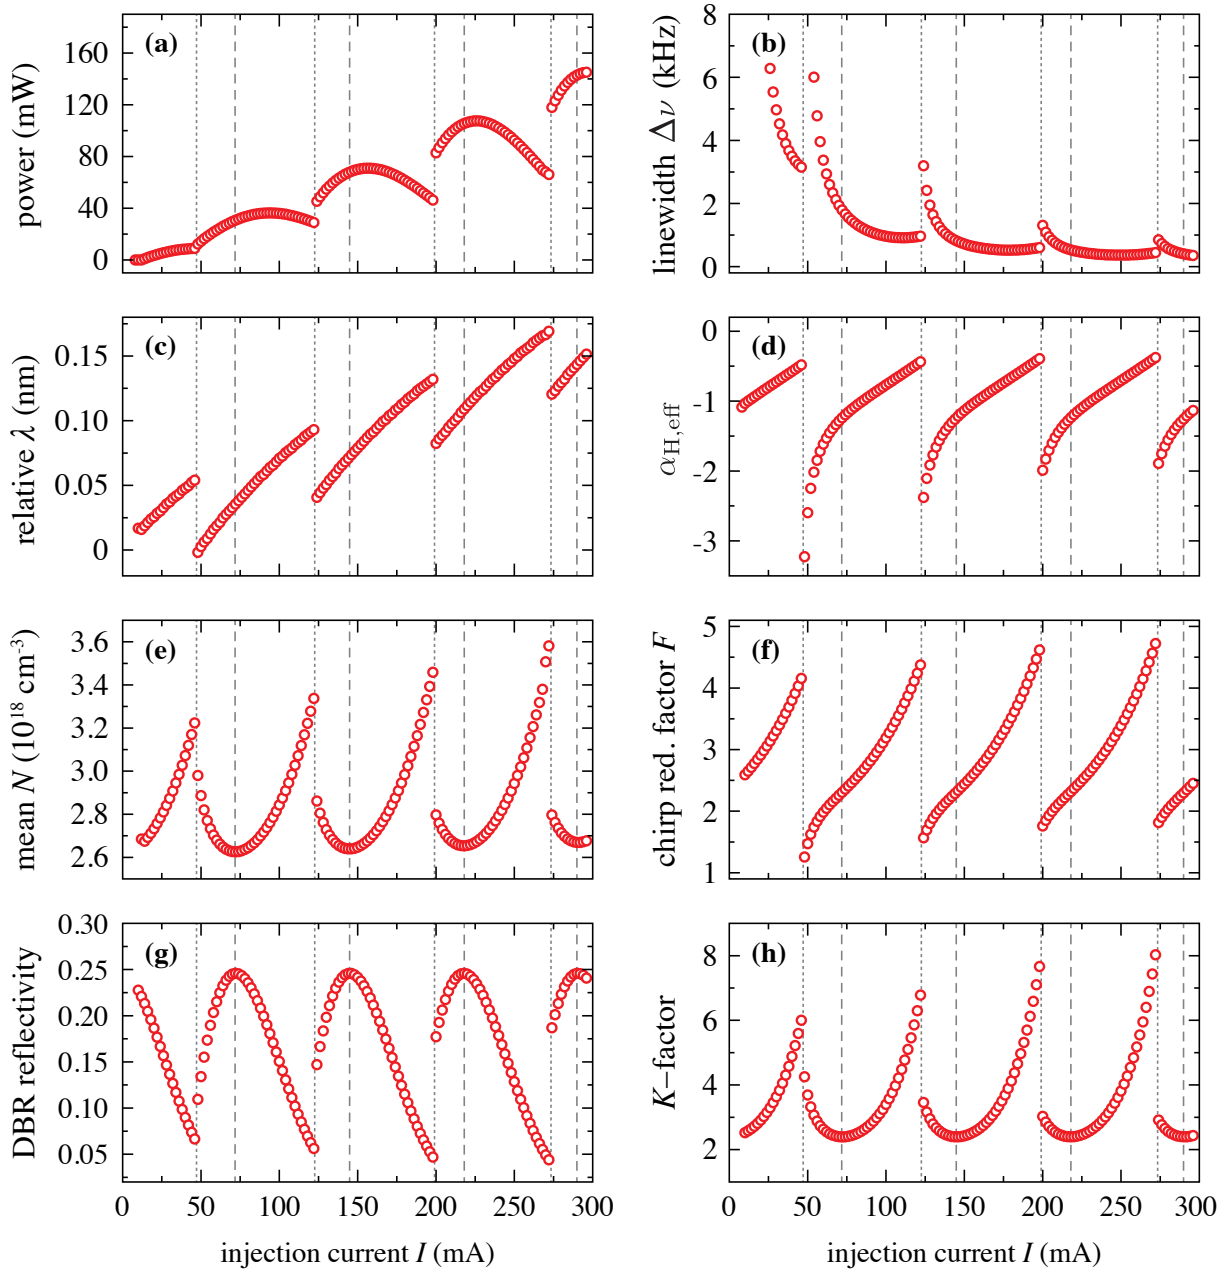 (a)
power (mW)
160
120
80
40
0
(b)
linewidth Δν (kHz)
8
6
4
2
0
(c)
relative λ (nm)
0.15
0.10
0.05
0
(d)
α_H,eff
0
-1
-2
-3
(e)
mean N (10^18 cm^-3)
3.6
3.4
3.2
3.0
2.8
2.6
(f)
chirp red. factor F
5
4
3
2
1
(g)
DBR reflectivity
0.30
0.25
0.20
0.15
0.10
0.05
0 50 100 150 200 250 300
injection current I (mA)
(h)
K–factor
8
6
4
2
0 50 100 150 200 250 300
injection current I (mA)